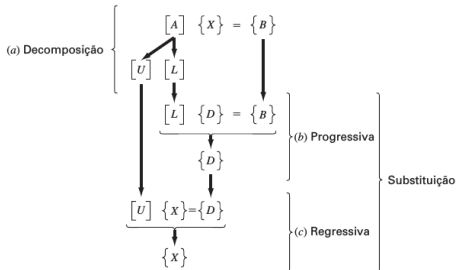 [A] {X} = {B}
(a) Decomposição
[U] [L]
[L] {D} = {B}
(b) Progressiva
{D}
Substituição
[U] {X}={D}
(c) Regressiva
{X}